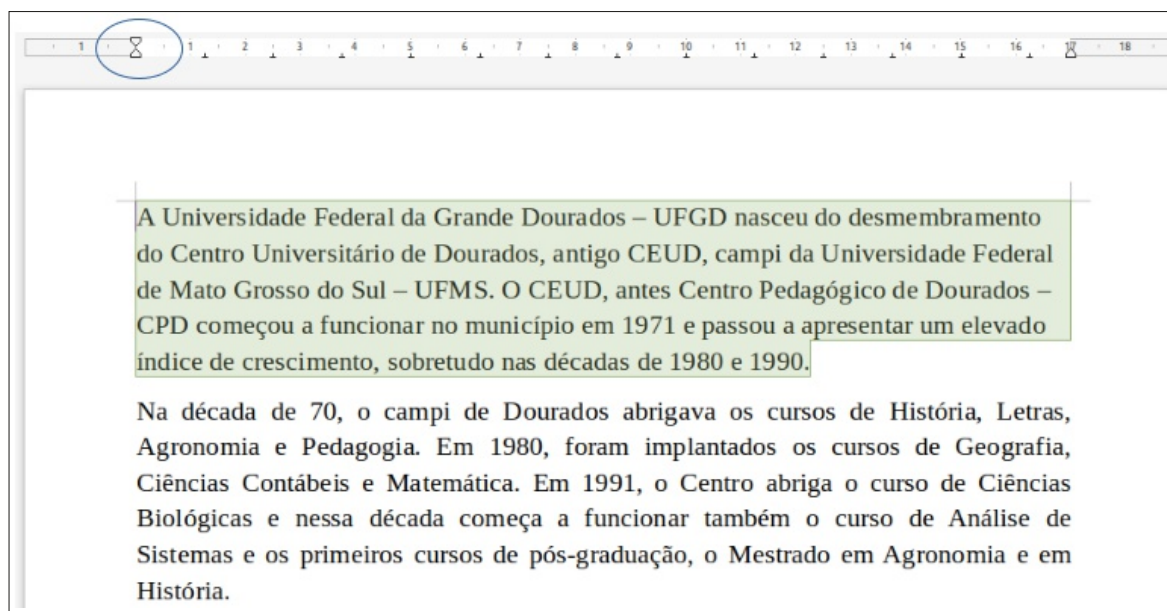 1 1 2 3 4 5 6 7 8 9 10 11 12 13 14 15 16 17 18
A Universidade Federal da Grande Dourados – UFGD nasceu do desmembramento
do Centro Universitário de Dourados, antigo CEUD, campi da Universidade Federal
de Mato Grosso do Sul – UFMS. O CEUD, antes Centro Pedagógico de Dourados –
CPD começou a funcionar no município em 1971 e passou a apresentar um elevado
índice de crescimento, sobretudo nas décadas de 1980 e 1990.
Na década de 70, o campi de Dourados abrigava os cursos de História, Letras,
Agronomia e Pedagogia. Em 1980, foram implantados os cursos de Geografia,
Ciências Contábeis e Matemática. Em 1991, o Centro abriga o curso de Ciências
Biológicas e nessa década começa a funcionar também o curso de Análise de
Sistemas e os primeiros cursos de pós-graduação, o Mestrado em Agronomia e em
História.